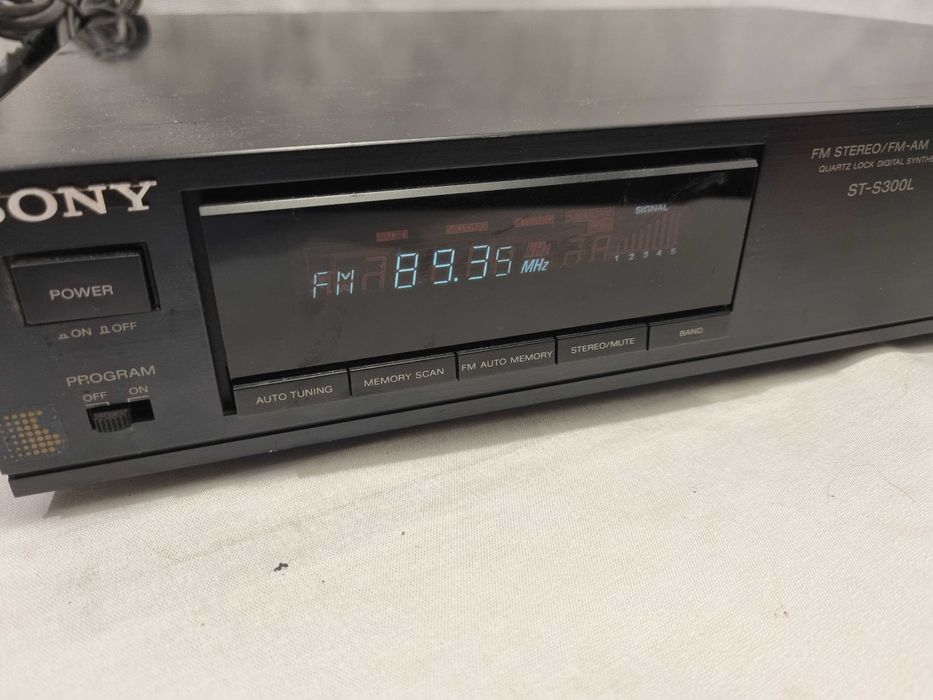 SONY
FM STEREO/FM-AM
QUARTZ LOCK DIGITAL SYNTHE
ST-S300L
SIGNAL
FM 89.35 MHz
1 2 3 4 5
POWER
ON OFF
PROGRAM
OFF ON
AUTO TUNING
MEMORY SCAN
FM AUTO MEMORY
STEREO/MUTE
BAND